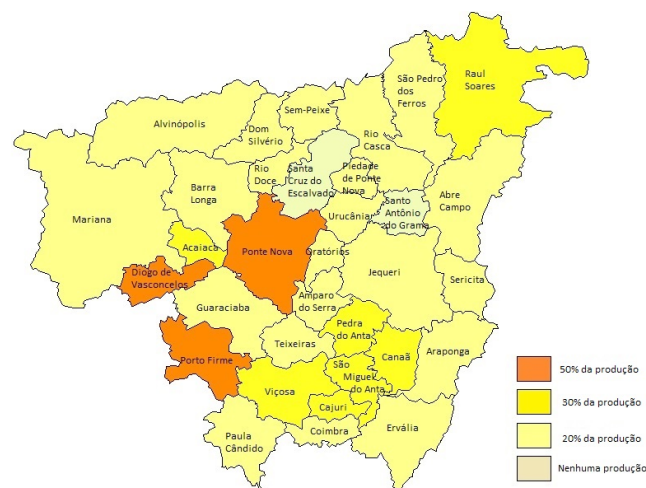 Raul
Soares
São Pedro
dos
Ferros
Sem-Peixe
Alvinópolis
Dom
Silvério
Rio
Casca
Rio
Doce
Santa
Cruz do
Escalvado
Piedade
de Ponte
Nova
Barra
Longa
Abre
Campo
Santo
Antônio
do Grama
Mariana
Urucânia
Acaiaca
Ponte Nova
Oratórios
Jequeri
Diogo de
Vasconcelos
Sericita
Guaraciaba
Amparo
do Serra
Pedra
do Anta
Teixeiras
Canaã
Araponga
Porto Firme
São
Miguel
do Anta
Viçosa
Cajuri
Coimbra
Ervália
Paula
Cândido
50% da produção
30% da produção
20% da produção
Nenhuma produção